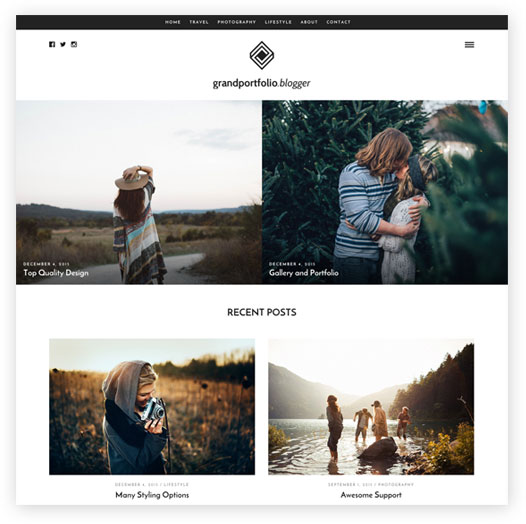 HOME TRAVEL PHOTOGRAPHY LIFESTYLE ABOUT CONTACT
grandportfolio.blogger
DECEMBER 4, 2015
Top Quality Design
DECEMBER 4, 2015
Gallery and Portfolio
RECENT POSTS
DECEMBER 4, 2015 / LIFESTYLE
Many Styling Options
SEPTEMBER 1, 2015 / PHOTOGRAPHY
Awesome Support